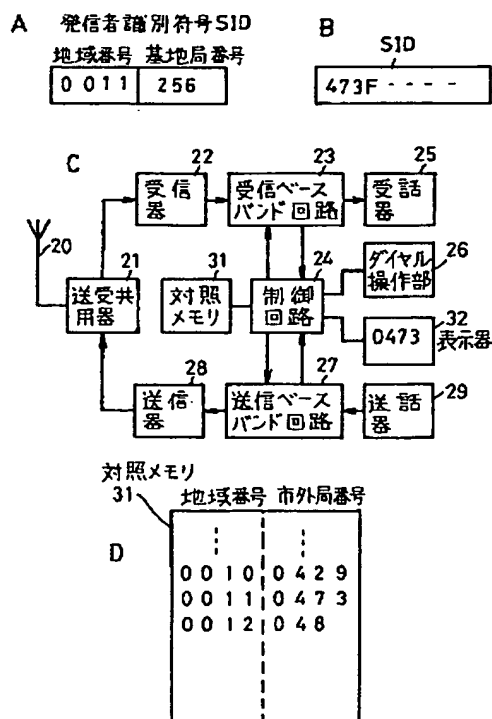 A 発信者識別符号SID
地域番号 基地局番号
0011 256
B
SID
473F----
C
22
受信器
23
受信ベースバンド回路
25
受話器
20
21
送受共用器
31
対照メモリ
24
制御回路
26
ダイヤル操作部
32
0473
表示器
28
送信器
27
送信ベースバンド回路
29
送話器
対照メモリ
31
地域番号 市外局番号
D
0010 0429
0011 0473
0012 048